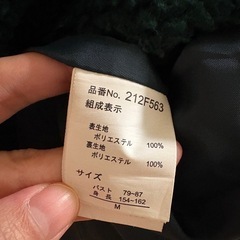 品番No. 212F563
組成表示
表生地
ポリエステル 100%
裏生地
ポリエステル 100%
サイズ
バスト 79-87
身長 154-162
M